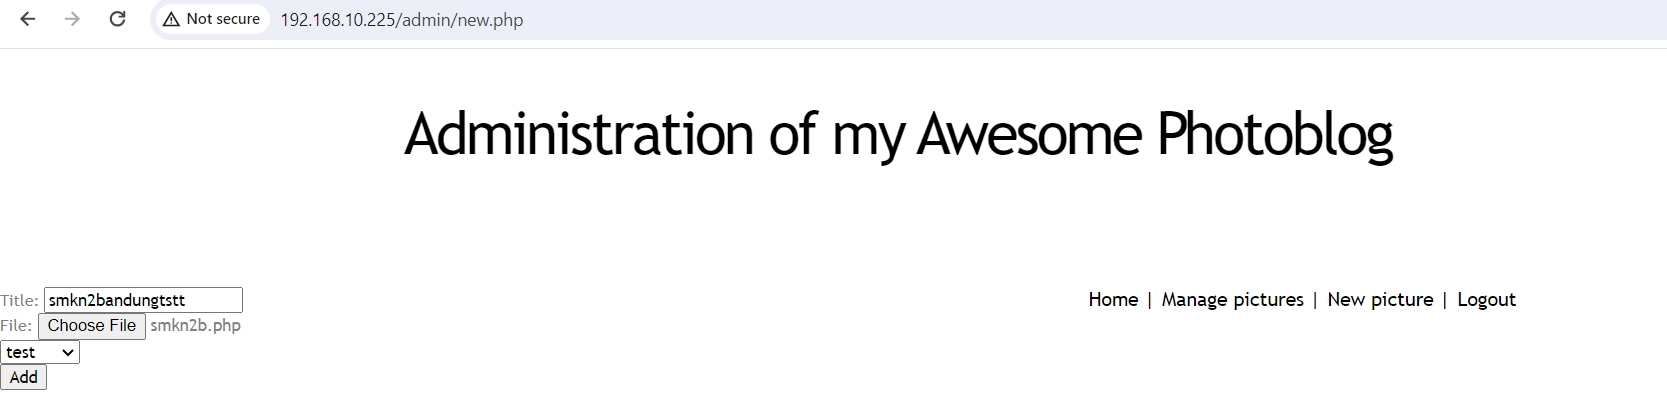 Not secure 192.168.10.225/admin/new.php
Administration of my Awesome Photoblog
Home | Manage pictures | New picture | Logout
Title: smkn2bandungtstt
File: Choose File smkn2b.php
test
Add